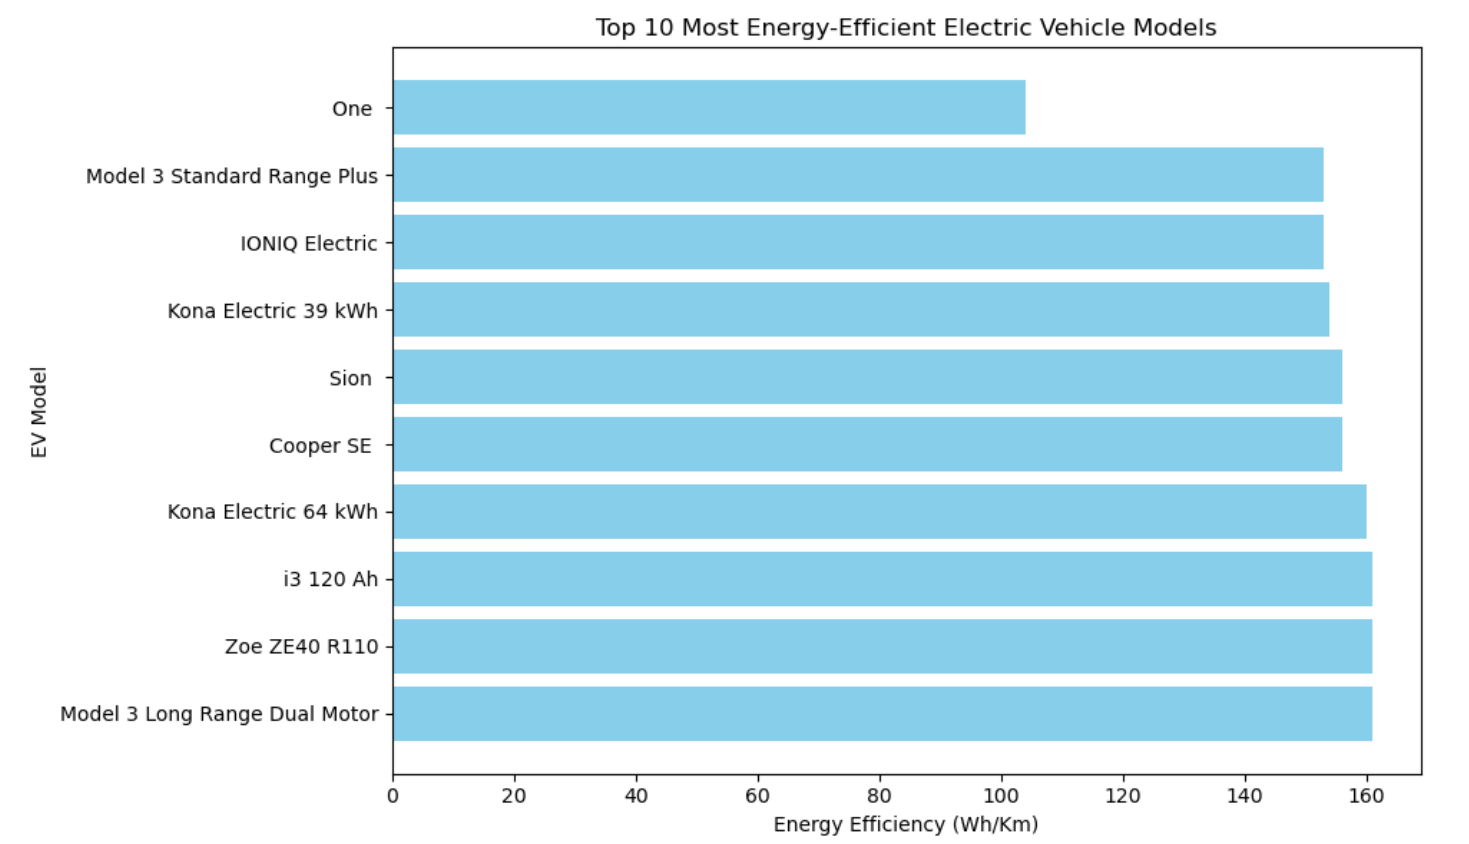 Top 10 Most Energy-Efficient Electric Vehicle Models
EV Model
One
Model 3 Standard Range Plus
IONIQ Electric
Kona Electric 39 kWh
Sion
Cooper SE
Kona Electric 64 kWh
i3 120 Ah
Zoe ZE40 R110
Model 3 Long Range Dual Motor
0 20 40 60 80 100 120 140 160
Energy Efficiency (Wh/Km)